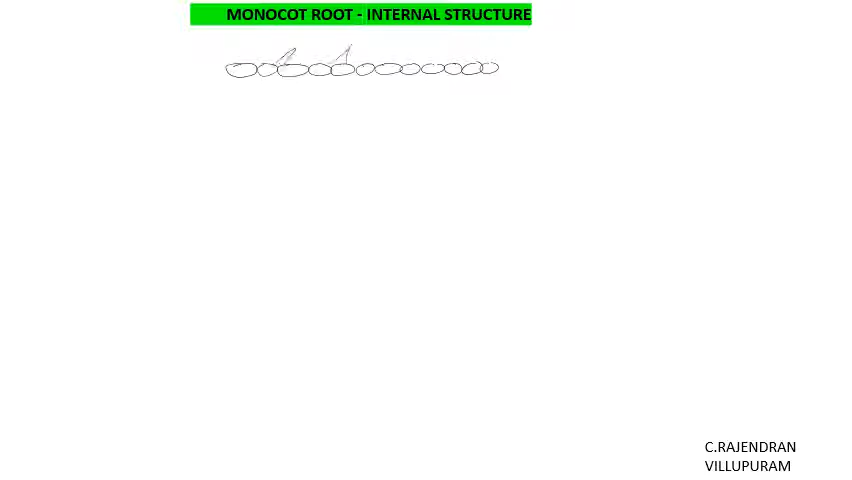 MONOCOT ROOT - INTERNAL STRUCTURE
C.RAJENDRAN
VILLUPURAM